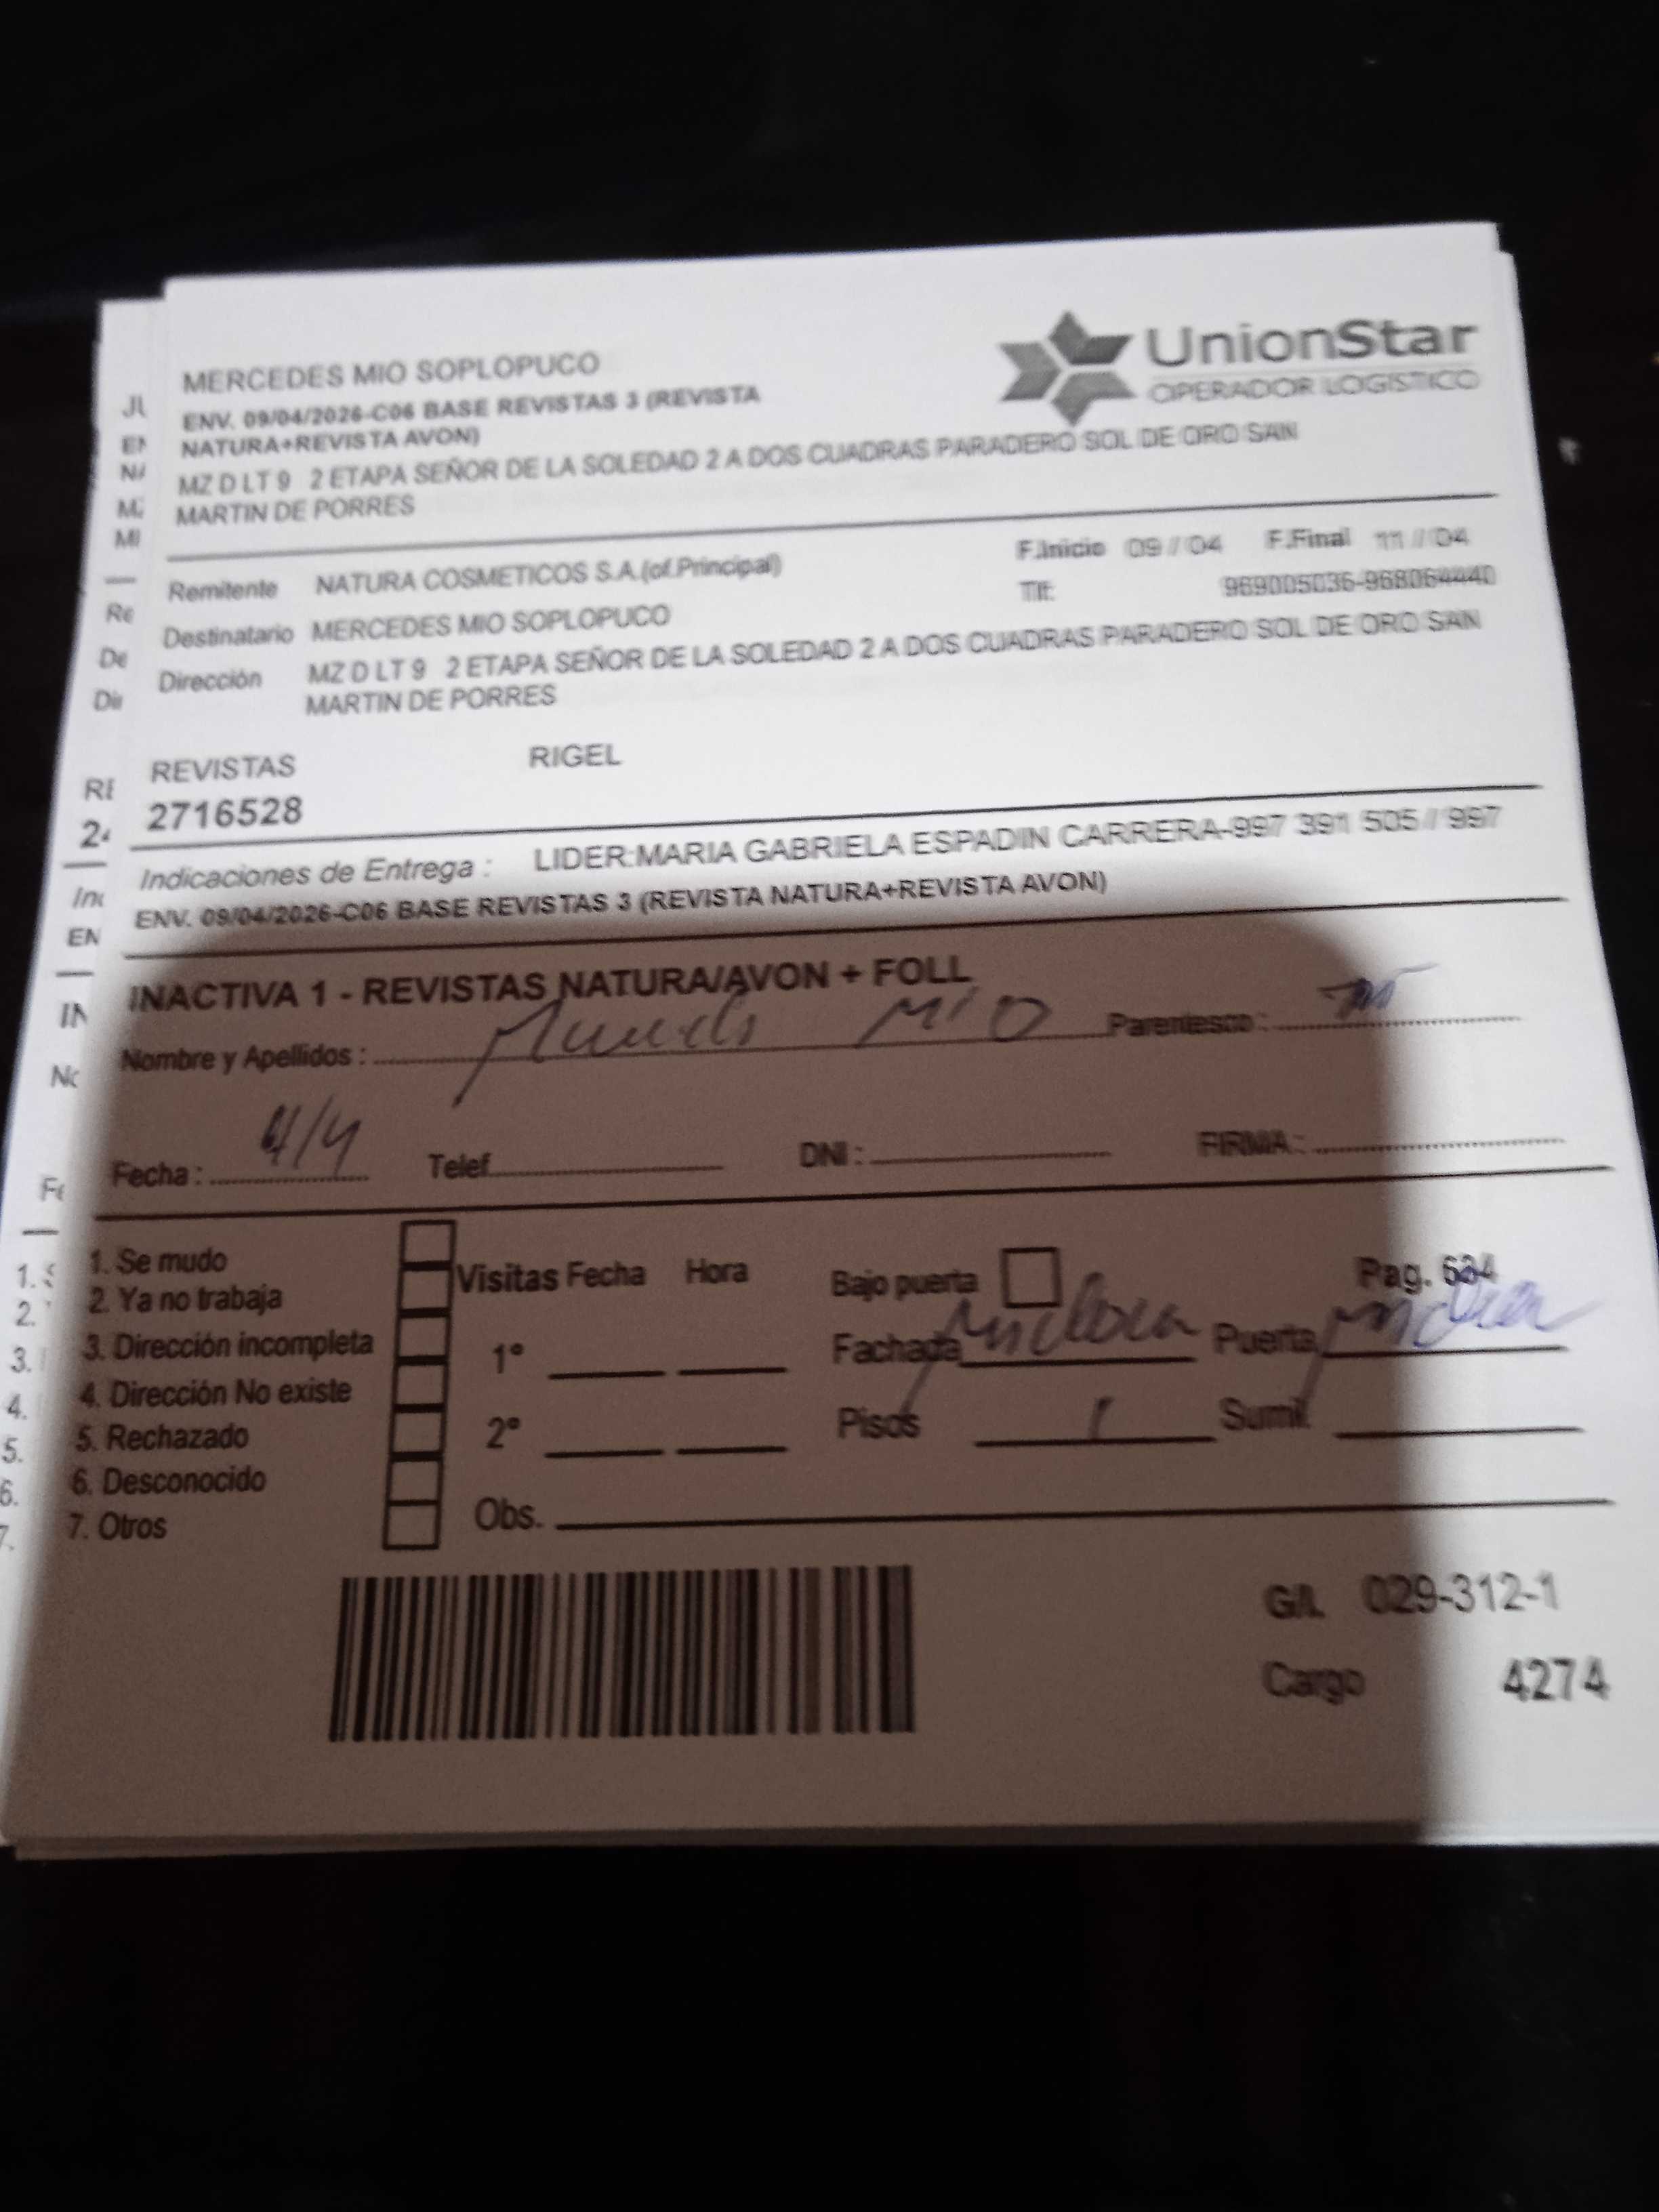 MERCEDES MIO SOPLOPUCO
UnionStar
OPERADOR LOGISTICO
ENV. 09/04/2026-C06 BASE REVISTAS 3 (REVISTA
NATURA+REVISTA AVON)
MZ D LT 9 2 ETAPA SEÑOR DE LA SOLEDAD 2 A DOS CUADRAS PARADERO SOL DE ORO SAN
MARTIN DE PORRES
F.Inicio 09 / 04 F.Final 11 / 04
Remitente NATURA COSMETICOS S.A.(of.Principal)
Tlf: 969005036-968064440
Destinatario MERCEDES MIO SOPLOPUCO
Dirección MZ D LT 9 2 ETAPA SEÑOR DE LA SOLEDAD 2 A DOS CUADRAS PARADERO SOL DE ORO SAN
MARTIN DE PORRES
REVISTAS RIGEL
2716528
Indicaciones de Entrega : LIDER:MARIA GABRIELA ESPADIN CARRERA-997 391 505 / 997
ENV. 09/04/2026-C06 BASE REVISTAS 3 (REVISTA NATURA+REVISTA AVON)
INACTIVA 1 - REVISTAS NATURA/AVON + FOLL
Nombre y Apellidos : MIO Parentesco :
Fecha : Telef. DNI : FIRMA :
1. Se mudo
2. Ya no trabaja
3. Dirección incompleta
4. Dirección No existe
5. Rechazado
6. Desconocido
7. Otros
Visitas Fecha Hora
1°
2°
Obs.
Bajo puerta Pag. 634
Fachada Puerta
Pisos 1 Sumi.
G/L 029-312-1
Cargo 4274